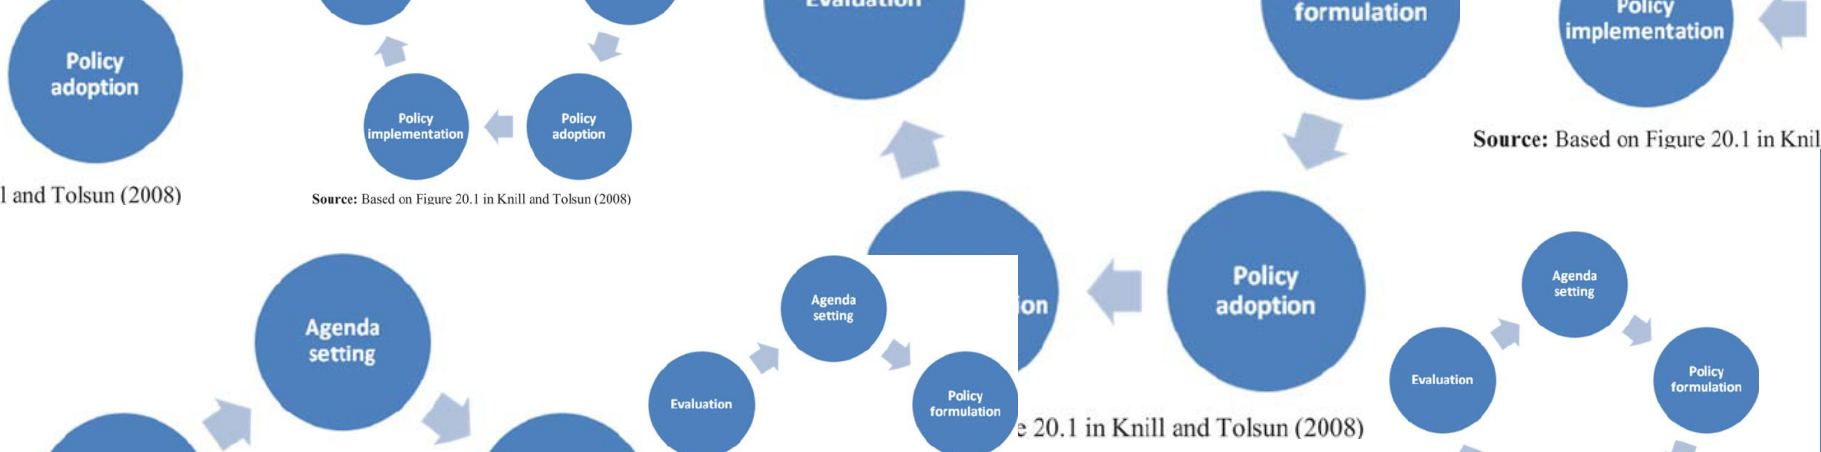 Policy
adoption
l and Tolsun (2008)
Policy
implementation
Policy
adoption
Source: Based on Figure 20.1 in Knill and Tolsun (2008)
Evaluation
formulation
Policy
implementation
Source: Based on Figure 20.1 in Knil
ion
Policy
adoption
e 20.1 in Knill and Tolsun (2008)
Agenda
setting
Agenda
setting
Evaluation
Policy
formulation
Agenda
setting
Evaluation
Policy
formulation